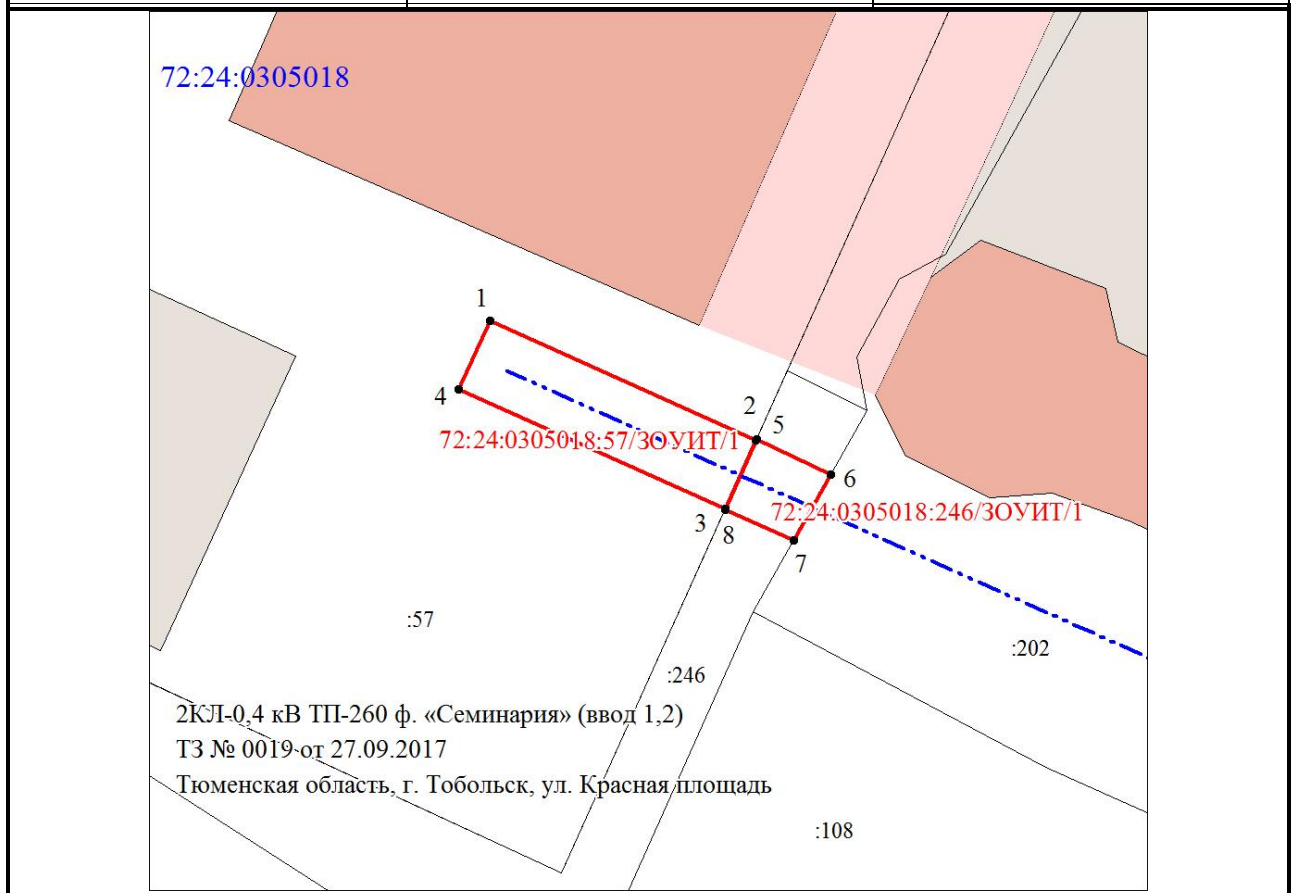 72:24:0305018
1
4
2
5
72:24:0305018:57/ЗОУИТ/1
6
72:24:0305018:246/ЗОУИТ/1
3
8
7
:57
:202
:246
2КЛ-0,4 кВ ТП-260 ф. «Семинария» (ввод 1,2)
ТЗ № 0019 от 27.09.2017
Тюменская область, г. Тобольск, ул. Красная площадь
:108